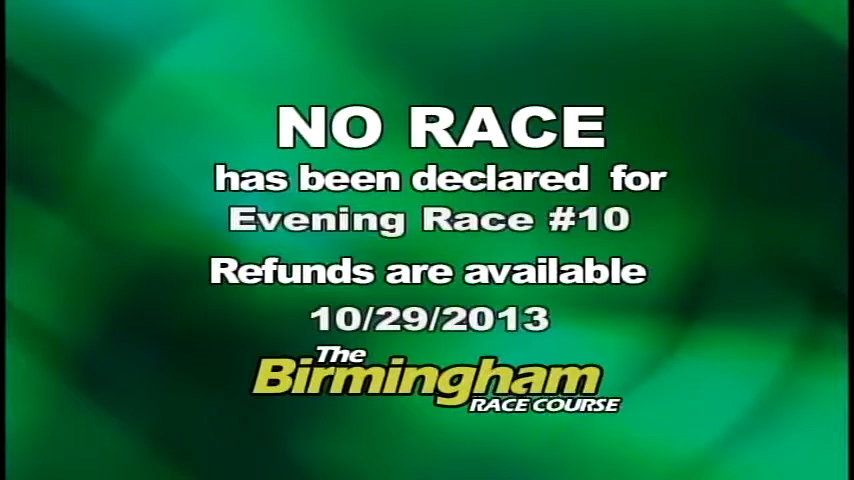 NO RACE
has been declared for
Evening Race #10
Refunds are available
10/29/2013
The
Birmingham
RACE COURSE